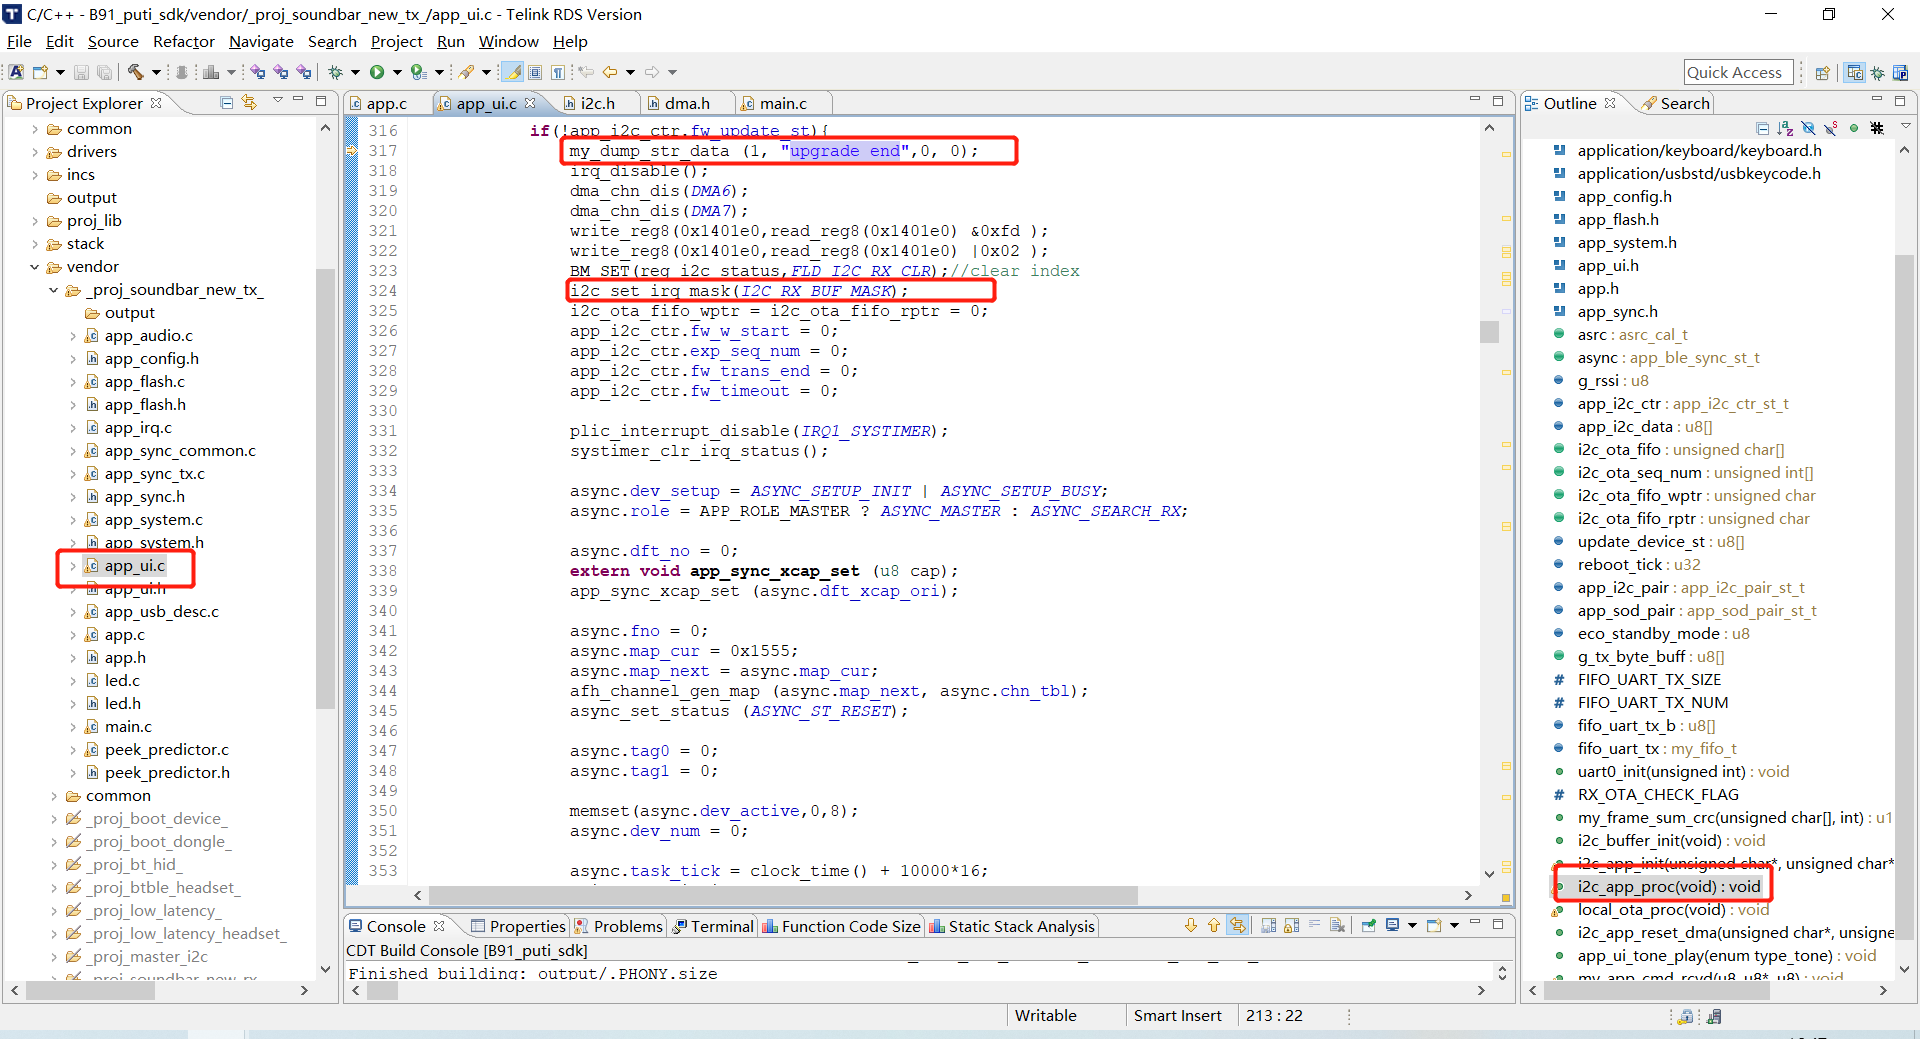 C/C++ - B91_puti_sdk/vendor/_proj_soundbar_new_tx_/app_ui.c - Telink RDS Version
File Edit Source Refactor Navigate Search Project Run Window Help
Quick Access
Project Explorer
common
drivers
incs
output
proj_lib
stack
vendor
_proj_soundbar_new_tx_
output
app_audio.c
app_config.h
app_flash.c
app_flash.h
app_irq.c
app_sync_common.c
app_sync_tx.c
app_sync.h
app_system.c
app_system.h
app_ui.c
app_ui.h
app_usb_desc.c
app.c
app.h
led.c
led.h
main.c
peek_predictor.c
peek_predictor.h
common
_proj_boot_device_
_proj_boot_dongle_
_proj_bt_hid_
_proj_btble_headset_
_proj_low_latency_
_proj_low_latency_headset_
_proj_master_i2c
_proj_soundbar_new_rx_
app.c app_ui.c i2c.h dma.h main.c
316 if(!app_i2c_ctr.fw_update_st){
317 my_dump_str_data (1, "upgrade end",0, 0);
318 irq_disable();
319 dma_chn_dis(DMA6);
320 dma_chn_dis(DMA7);
321 write_reg8(0x1401e0,read_reg8(0x1401e0) &0xfd );
322 write_reg8(0x1401e0,read_reg8(0x1401e0) |0x02 );
323 BM_SET(reg_i2c_status,FLD_I2C_RX_CLR);//clear index
324 i2c_set_irq_mask(I2C_RX_BUF_MASK);
325 i2c_ota_fifo_wptr = i2c_ota_fifo_rptr = 0;
326 app_i2c_ctr.fw_w_start = 0;
327 app_i2c_ctr.exp_seq_num = 0;
328 app_i2c_ctr.fw_trans_end = 0;
329 app_i2c_ctr.fw_timeout = 0;
330
331 plic_interrupt_disable(IRQ1_SYSTIMER);
332 systimer_clr_irq_status();
333
334 async.dev_setup = ASYNC_SETUP_INIT | ASYNC_SETUP_BUSY;
335 async.role = APP_ROLE_MASTER ? ASYNC_MASTER : ASYNC_SEARCH_RX;
336
337 async.dft_no = 0;
338 extern void app_sync_xcap_set (u8 cap);
339 app_sync_xcap_set (async.dft_xcap_ori);
340
341 async.fno = 0;
342 async.map_cur = 0x1555;
343 async.map_next = async.map_cur;
344 afh_channel_gen_map (async.map_next, async.chn_tbl);
345 async_set_status (ASYNC_ST_RESET);
346
347 async.tag0 = 0;
348 async.tag1 = 0;
349
350 memset(async.dev_active,0,8);
351 async.dev_num = 0;
352
353 async.task_tick = clock_time() + 10000*16;
Console Properties Problems Terminal Function Code Size Static Stack Analysis
CDT Build Console [B91_puti_sdk]
Finished building: output/.PHONY.size
Outline Search
application/keyboard/keyboard.h
application/usbstd/usbkeycode.h
app_config.h
app_flash.h
app_system.h
app_ui.h
app.h
app_sync.h
asrc : asrc_cal_t
async : app_ble_sync_st_t
g_rssi : u8
app_i2c_ctr : app_i2c_ctr_st_t
app_i2c_data : u8[]
i2c_ota_fifo : unsigned char[]
i2c_ota_seq_num : unsigned int[]
i2c_ota_fifo_wptr : unsigned char
i2c_ota_fifo_rptr : unsigned char
update_device_st : u8[]
reboot_tick : u32
app_i2c_pair : app_i2c_pair_st_t
app_sod_pair : app_sod_pair_st_t
eco_standby_mode : u8
g_tx_byte_buff : u8[]
FIFO_UART_TX_SIZE
FIFO_UART_TX_NUM
fifo_uart_tx_b : u8[]
fifo_uart_tx : my_fifo_t
uart0_init(unsigned int) : void
RX_OTA_CHECK_FLAG
my_frame_sum_crc(unsigned char[], int) : u1
i2c_buffer_init(void) : void
i2c_app_init(unsigned char*, unsigned char*
i2c_app_proc(void) : void
local_ota_proc(void) : void
i2c_app_reset_dma(unsigned char*, unsigne
app_ui_tone_play(enum type_tone) : void
my_app_cmd_rcvd(u8, u8*, u8) : void
Writable Smart Insert 213 : 22